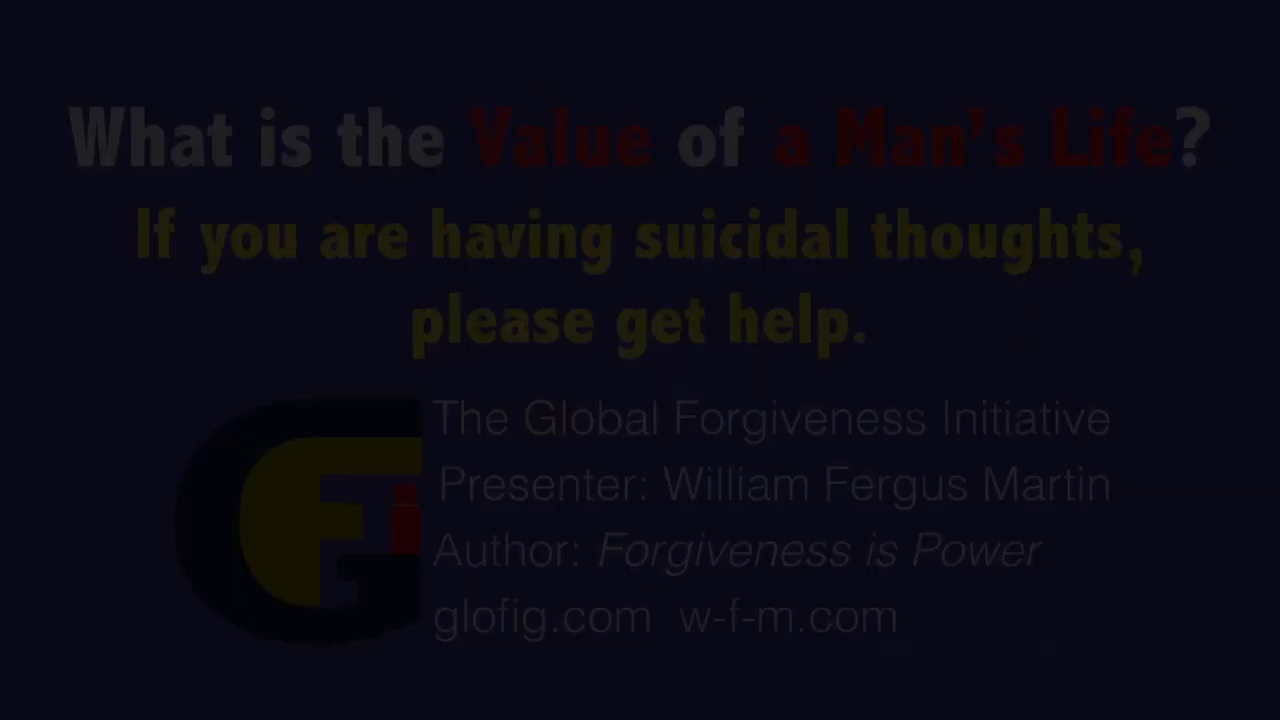 What is the Value of a Man's Life?
If you are having suicidal thoughts,
please get help.
The Global Forgiveness Initiative
Presenter: William Fergus Martin
Author: Forgiveness is Power
glofig.com w-f-m.com
GFi